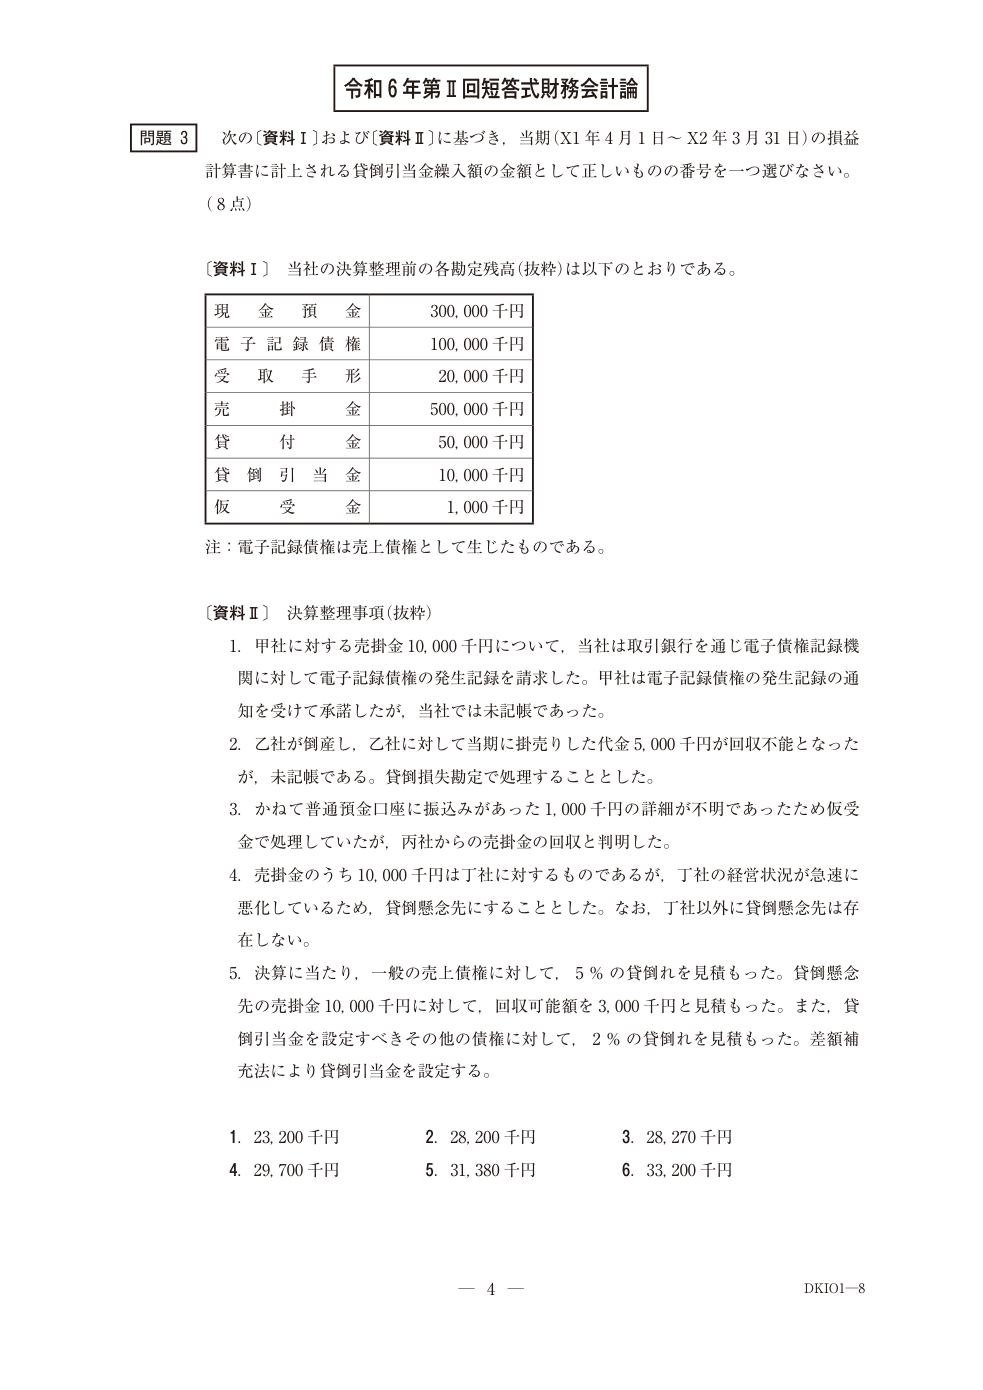 令和6年第Ⅱ回短答式財務会計論
問題 3　次の〔資料Ⅰ〕および〔資料Ⅱ〕に基づき，当期(X1年4月1日～X2年3月31日)の損益
計算書に計上される貸倒引当金繰入額の金額として正しいものの番号を一つ選びなさい。
（8点）
〔資料Ⅰ〕　当社の決算整理前の各勘定残高(抜粋)は以下のとおりである。
現金預金　300,000千円
電子記録債権　100,000千円
受取手形　20,000千円
売掛金　500,000千円
貸付金　50,000千円
貸倒引当金　10,000千円
仮受金　1,000千円
注：電子記録債権は売上債権として生じたものである。
〔資料Ⅱ〕　決算整理事項(抜粋)
1. 甲社に対する売掛金10,000千円について，当社は取引銀行を通じ電子債権記録機
関に対して電子記録債権の発生記録を請求した。甲社は電子記録債権の発生記録の通
知を受けて承諾したが，当社では未記帳であった。
2. 乙社が倒産し，乙社に対して当期に掛売りした代金5,000千円が回収不能となった
が，未記帳である。貸倒損失勘定で処理することとした。
3. かねて普通預金口座に振込みがあった1,000千円の詳細が不明であったため仮受
金で処理していたが，丙社からの売掛金の回収と判明した。
4. 売掛金のうち10,000千円は丁社に対するものであるが，丁社の経営状況が急速に
悪化しているため，貸倒懸念先にすることとした。なお，丁社以外に貸倒懸念先は存
在しない。
5. 決算に当たり，一般の売上債権に対して，5％の貸倒れを見積もった。貸倒懸念
先の売掛金10,000千円に対して，回収可能額を3,000千円と見積もった。また，貸
倒引当金を設定すべきその他の債権に対して，2％の貸倒れを見積もった。差額補
充法により貸倒引当金を設定する。
1. 23,200千円　2. 28,200千円　3. 28,270千円
4. 29,700千円　5. 31,380千円　6. 33,200千円
― 4 ―　DKIO1―8